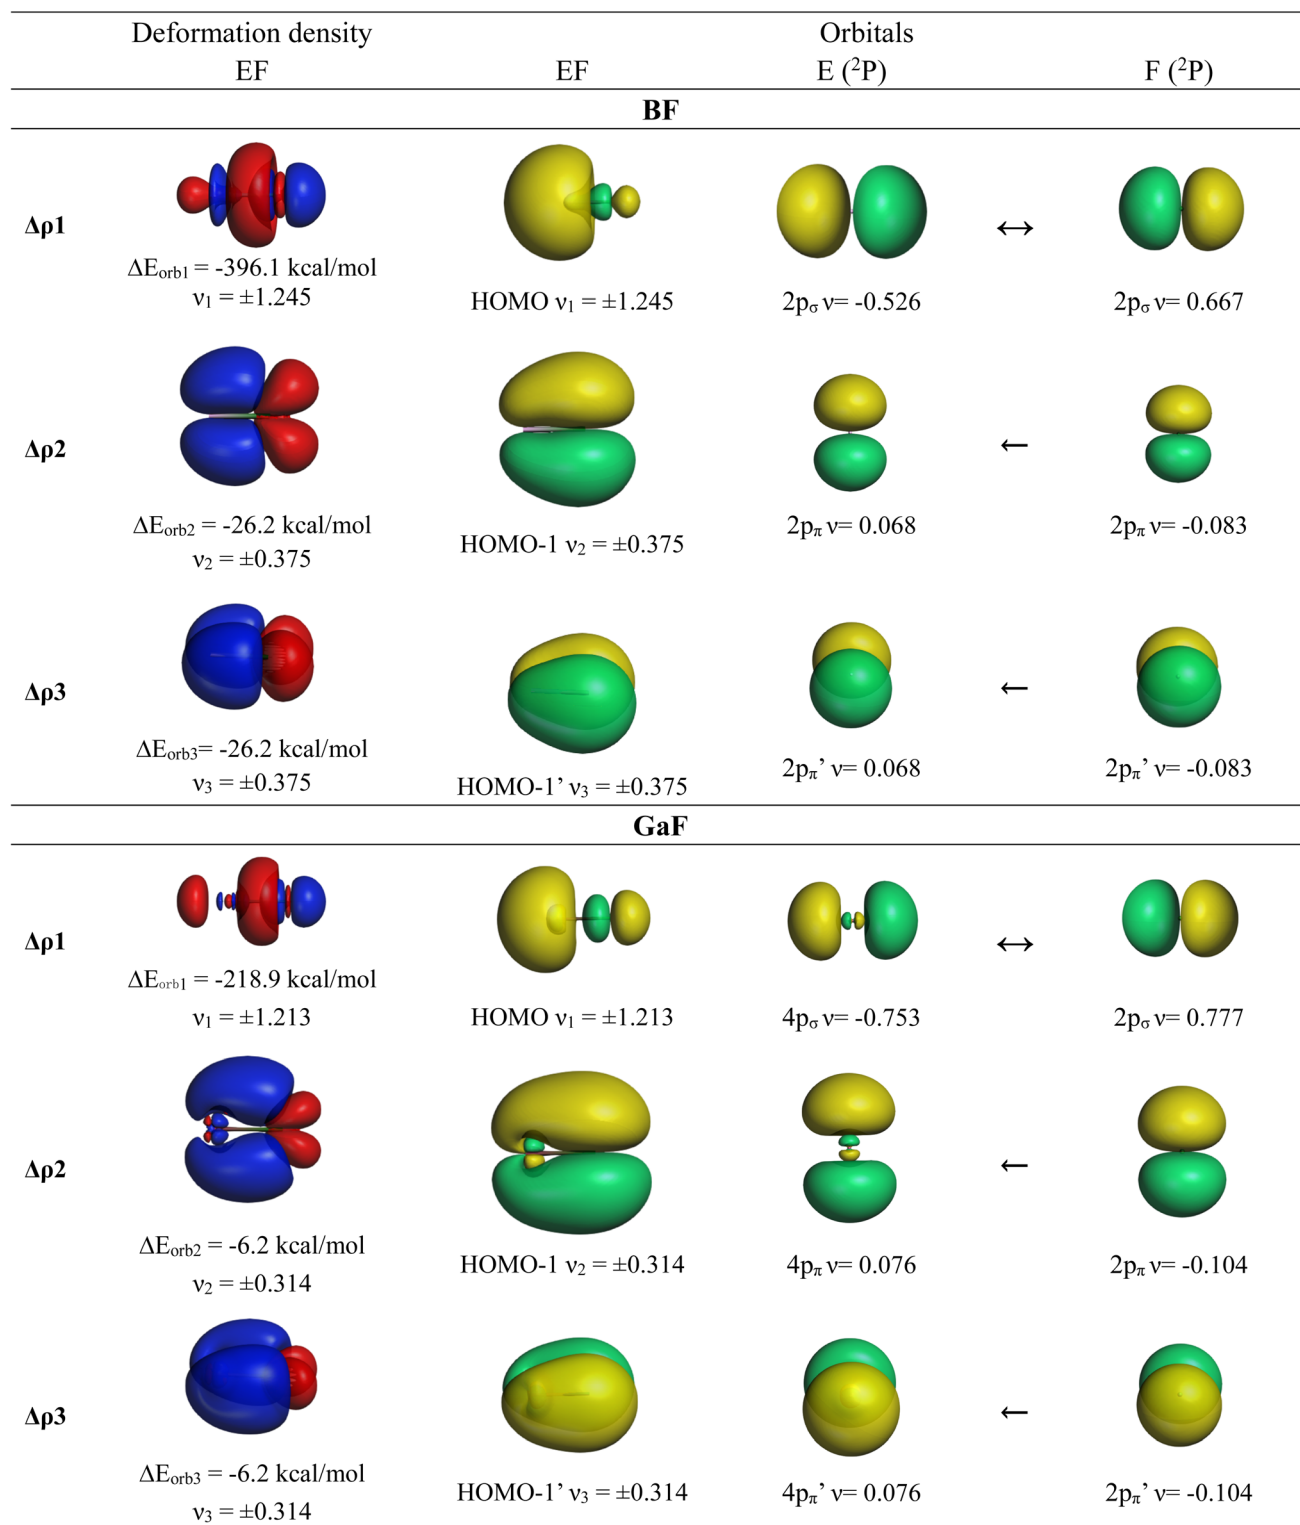 Deformation density Orbitals
EF EF E (²P) F (²P)
BF
Δρ1
ΔEorb1 = -396.1 kcal/mol
ν₁ = ±1.245 HOMO ν₁ = ±1.245 2pσ ν= -0.526 ↔ 2pσ ν= 0.667
Δρ2
ΔEorb2 = -26.2 kcal/mol
ν₂ = ±0.375 HOMO-1 ν₂ = ±0.375 2pπ ν= 0.068 ← 2pπ ν= -0.083
Δρ3
ΔEorb3= -26.2 kcal/mol
ν₃ = ±0.375 HOMO-1’ ν₃ = ±0.375 2pπ’ ν= 0.068 ← 2pπ’ ν= -0.083
GaF
Δρ1
ΔEorb1 = -218.9 kcal/mol
ν₁ = ±1.213 HOMO ν₁ = ±1.213 4pσ ν= -0.753 ↔ 2pσ ν= 0.777
Δρ2
ΔEorb2 = -6.2 kcal/mol
ν₂ = ±0.314 HOMO-1 ν₂ = ±0.314 4pπ ν= 0.076 ← 2pπ ν= -0.104
Δρ3
ΔEorb3 = -6.2 kcal/mol
ν₃ = ±0.314 HOMO-1’ ν₃ = ±0.314 4pπ’ ν= 0.076 ← 2pπ’ ν= -0.104